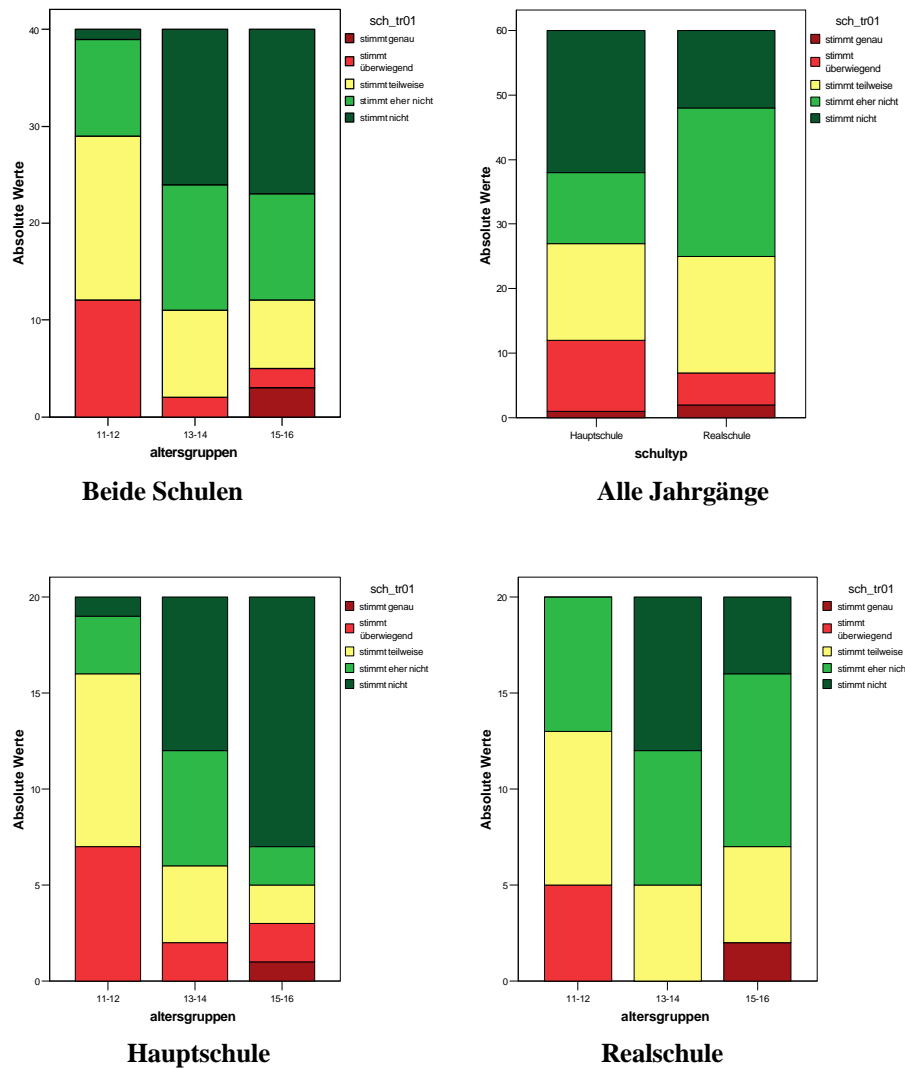 sch_tr01
stimmt genau
stimmt
überwiegend
stimmt teilweise
stimmt eher nicht
stimmt nicht
Absolute Werte
40
30
20
10
0
11-12 13-14 15-16
altersgruppen
Beide Schulen
sch_tr01
stimmt genau
stimmt
überwiegend
stimmt teilweise
stimmt eher nicht
stimmt nicht
Absolute Werte
60
50
40
30
20
10
0
Hauptschule Realschule
schultyp
Alle Jahrgänge
sch_tr01
stimmt genau
stimmt
überwiegend
stimmt teilweise
stimmt eher nicht
stimmt nicht
Absolute Werte
20
15
10
5
0
11-12 13-14 15-16
altersgruppen
Hauptschule
sch_tr01
stimmt genau
stimmt
überwiegend
stimmt teilweise
stimmt eher nicht
stimmt nicht
Absolute Werte
20
15
10
5
0
11-12 13-14 15-16
altersgruppen
Realschule